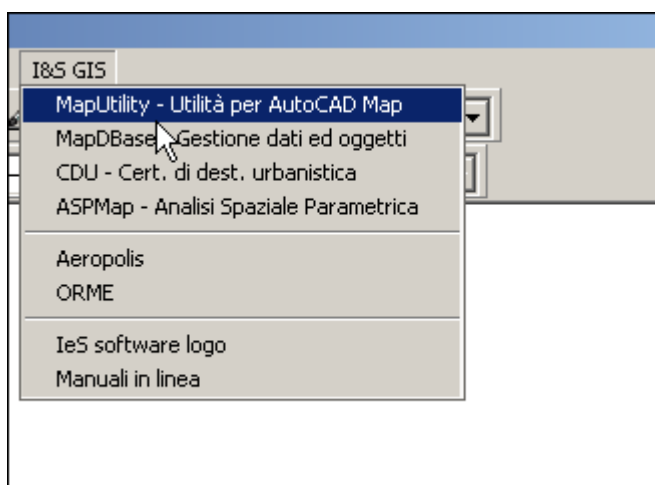 I&S GIS
MapUtility - Utilità per AutoCAD Map
MapDBase - Gestione dati ed oggetti
CDU - Cert. di dest. urbanistica
ASPMap - Analisi Spaziale Parametrica
Aeropolis
ORME
IeS software logo
Manuali in linea